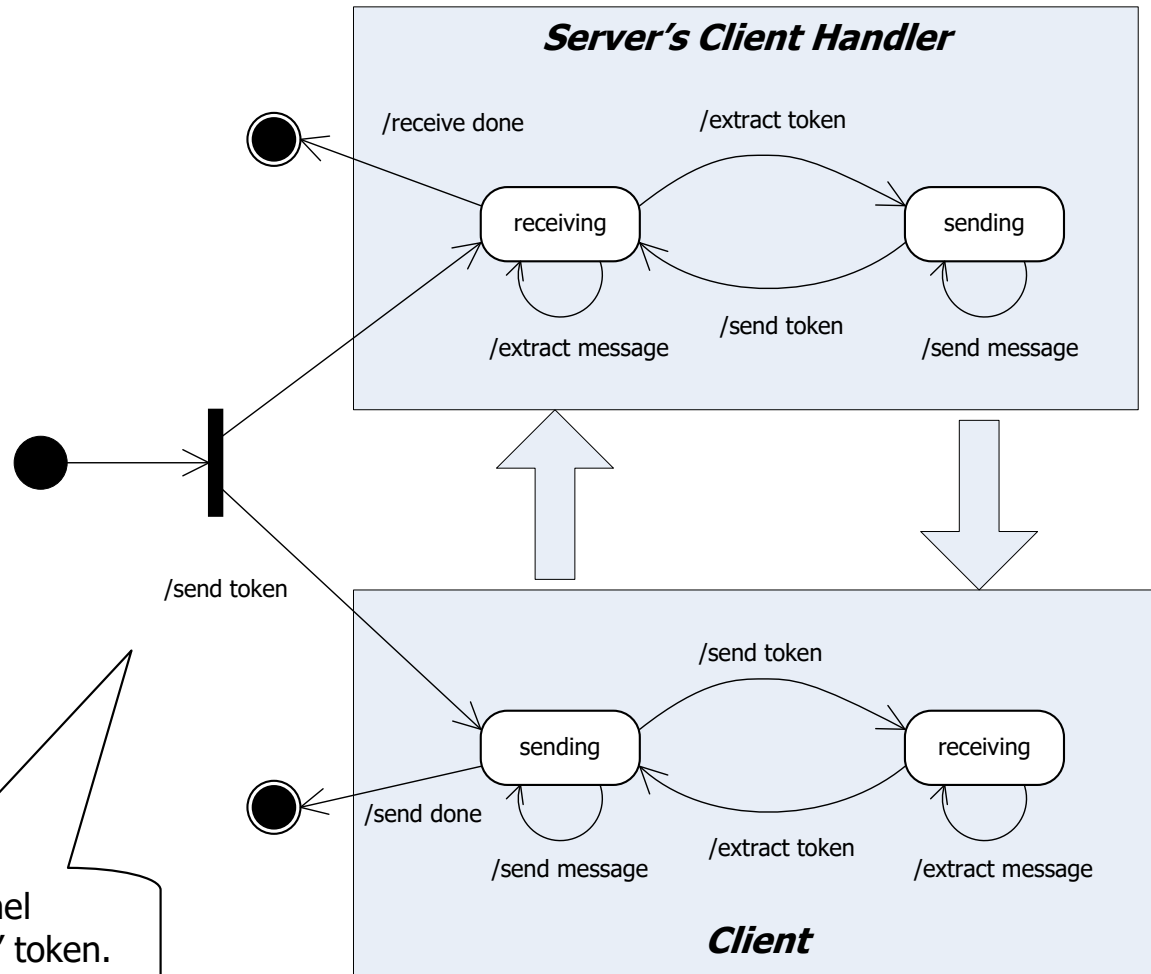 Server's Client Handler
/receive done
/extract token
receiving
sending
/send token
/extract message
/send message
/send token
/send token
sending
receiving
/send done
/extract token
/send message
/extract message
token.
Client